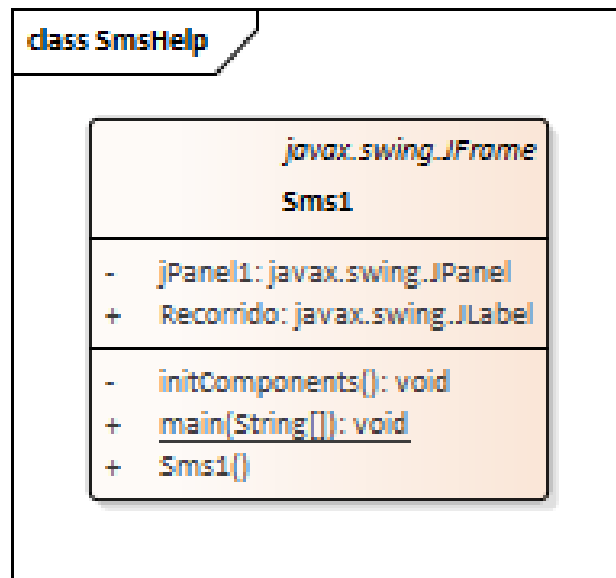 class SmsHelp
javax.swing.JFrame
Sms1
- jPanel1: javax.swing.JPanel
+ Recorrido: javax.swing.JLabel
- initComponents(): void
+ main(String[]): void
+ Sms1()